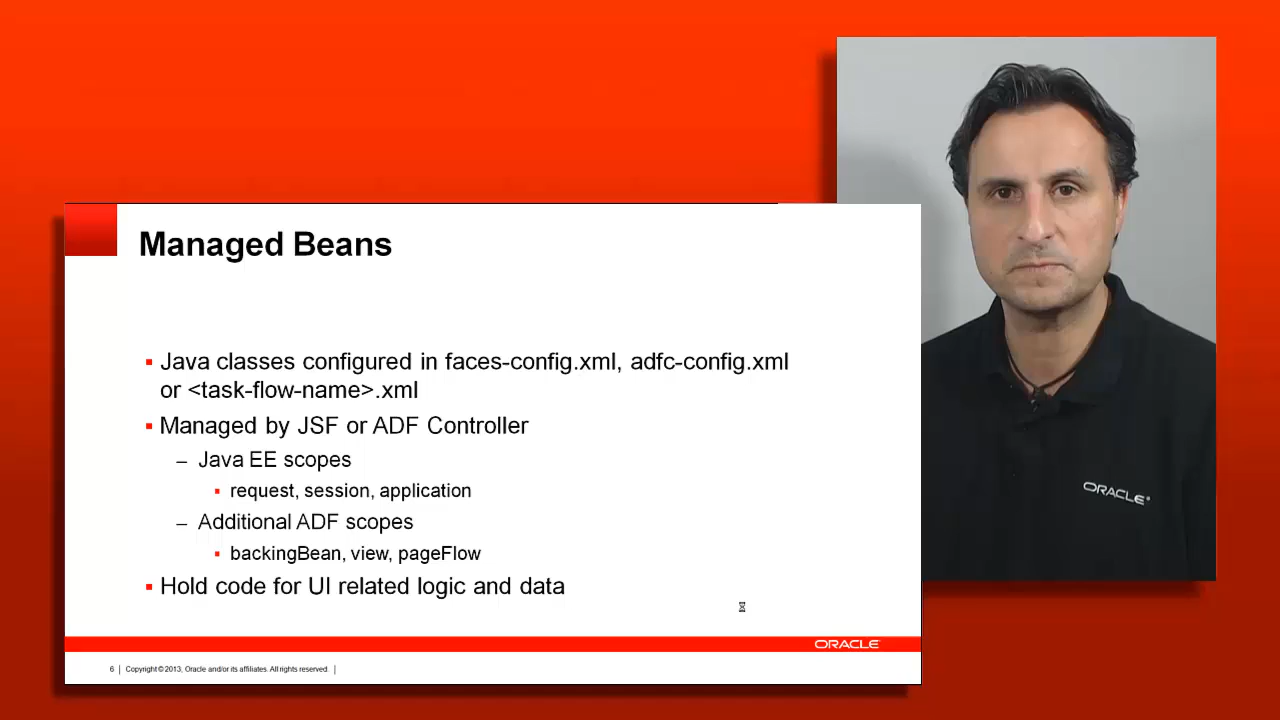 Managed Beans
Java classes configured in faces-config.xml, adfc-config.xml
or <task-flow-name>.xml
Managed by JSF or ADF Controller
– Java EE scopes
request, session, application
– Additional ADF scopes
backingBean, view, pageFlow
Hold code for UI related logic and data
ORACLE
6 | Copyright © 2013, Oracle and/or its affiliates. All rights reserved. |
ORACLE®